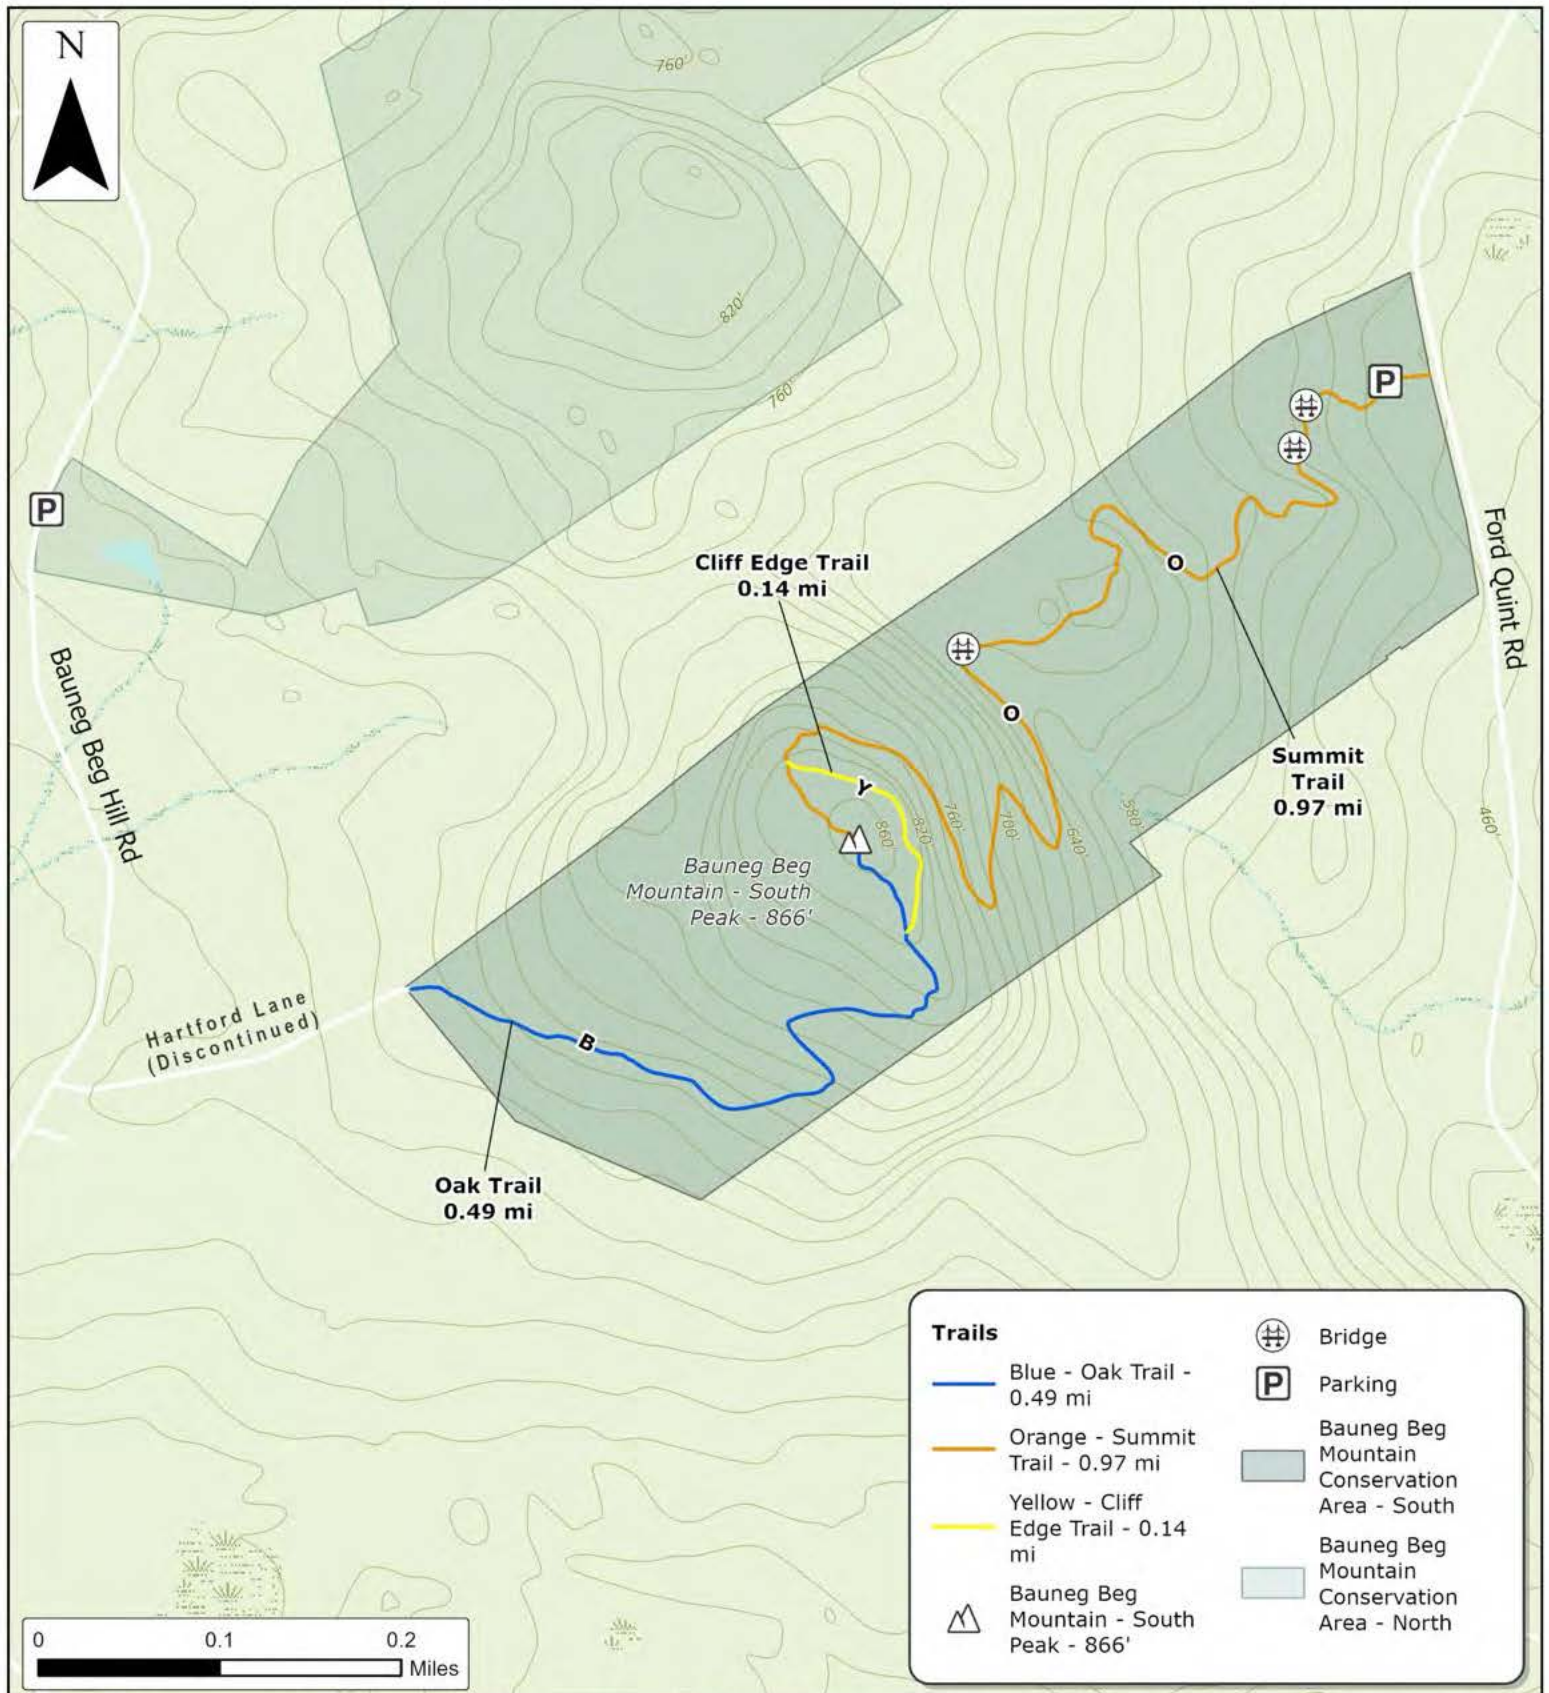 N
760'
820'
760'
P
P
Cliff Edge Trail
0.14 mi
Ford Quint Rd
O
O
Bauneg Beg Hill Rd
Summit
Trail
0.97 mi
Y
760'
700'
640'
580'
460'
820'
860'
Bauneg Beg
Mountain - South
Peak - 866'
Hartford Lane
(Discontinued)
B
Oak Trail
0.49 mi
Trails
Blue - Oak Trail -
0.49 mi
Orange - Summit
Trail - 0.97 mi
Yellow - Cliff
Edge Trail - 0.14
mi
Bauneg Beg
Mountain - South
Peak - 866'
Bridge
P
Parking
Bauneg Beg
Mountain
Conservation
Area - South
Bauneg Beg
Mountain
Conservation
Area - North
0 0.1 0.2
Miles